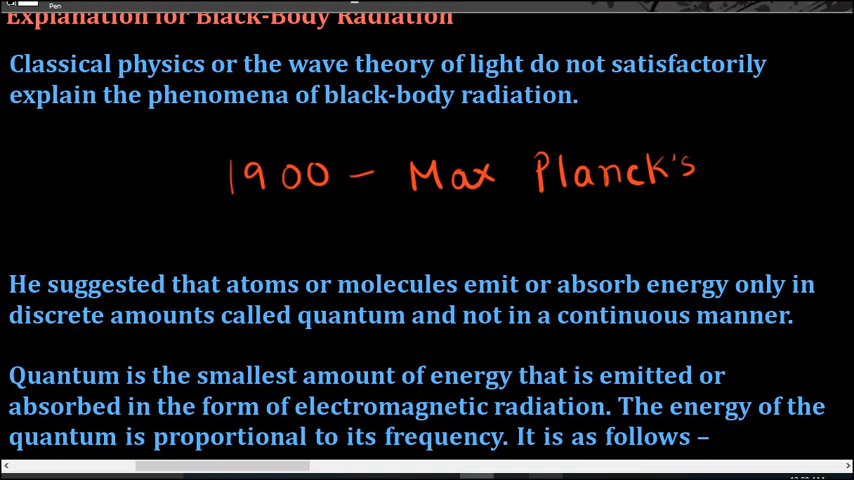 Pen
Explanation for Black-Body Radiation
Classical physics or the wave theory of light do not satisfactorily
explain the phenomena of black-body radiation.
1900 – Max Planck's
He suggested that atoms or molecules emit or absorb energy only in
discrete amounts called quantum and not in a continuous manner.
Quantum is the smallest amount of energy that is emitted or
absorbed in the form of electromagnetic radiation. The energy of the
quantum is proportional to its frequency. It is as follows –